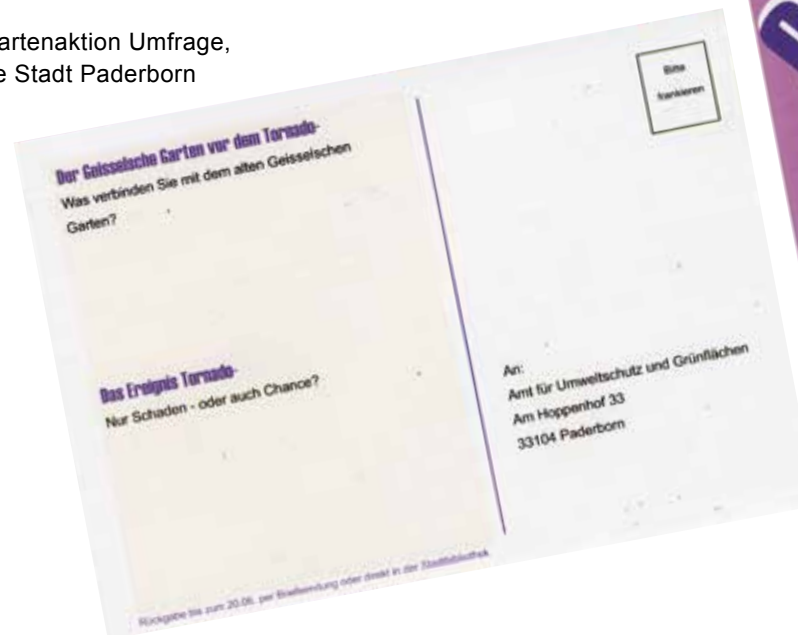 artenaktion Umfrage,
e Stadt Paderborn
Der Geisselsche Garten vor dem Tornado-
Was verbinden Sie mit dem alten Geisselschen
Garten?
Das Ereignis Tornado-
Nur Schaden - oder auch Chance?
Rückgabe bis zum 20.06. per Briefsendung oder direkt in der Stadtbibliothek
Bitte
frankieren
An:
Amt für Umweltschutz und Grünflächen
Am Hoppenhof 33
33104 Paderborn